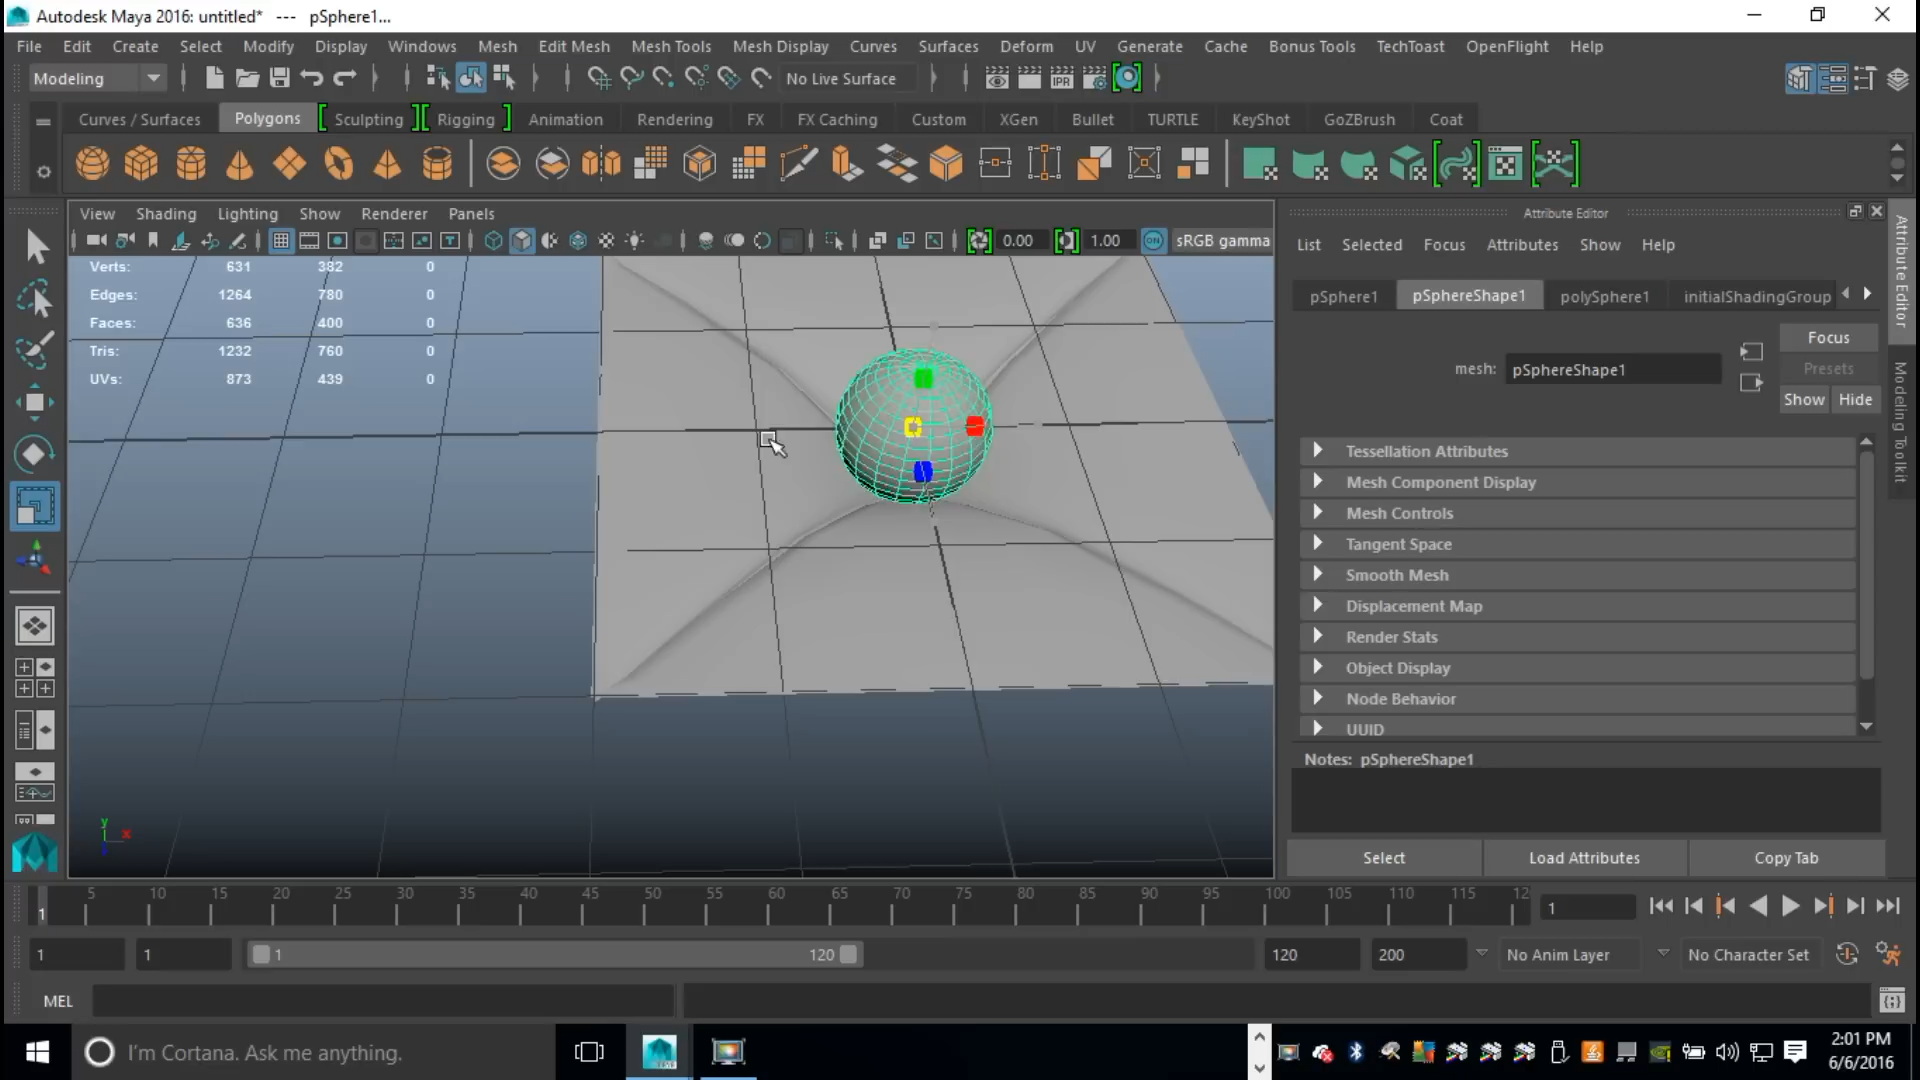 Autodesk Maya 2016: untitled* --- pSphere1...
File Edit Create Select Modify Display Windows Mesh Edit Mesh Mesh Tools Mesh Display Curves Surfaces Deform UV Generate Cache Bonus Tools TechToast OpenFlight Help
Modeling No Live Surface IPR
Curves / Surfaces Polygons Sculpting Rigging Animation Rendering FX FX Caching Custom XGen Bullet TURTLE KeyShot GoZBrush Coat
View Shading Lighting Show Renderer Panels
0.00 1.00 ON sRGB gamma
Verts: 631 382 0
Edges: 1264 780 0
Faces: 636 400 0
Tris: 1232 760 0
UVs: 873 439 0
y x
Attribute Editor
List Selected Focus Attributes Show Help
pSphere1 pSphereShape1 polySphere1 initialShadingGroup
Focus
mesh: pSphereShape1
Presets
Show Hide
Tessellation Attributes
Mesh Component Display
Mesh Controls
Tangent Space
Smooth Mesh
Displacement Map
Render Stats
Object Display
Node Behavior
UUID
Notes: pSphereShape1
Select Load Attributes Copy Tab
Attribute Editor
Modeling Toolkit
1 5 10 15 20 25 30 35 40 45 50 55 60 65 70 75 80 85 90 95 100 105 110 115 12 1
1 1 1 120 120 200 No Anim Layer No Character Set
MEL
I'm Cortana. Ask me anything.
2:01 PM
6/6/2016